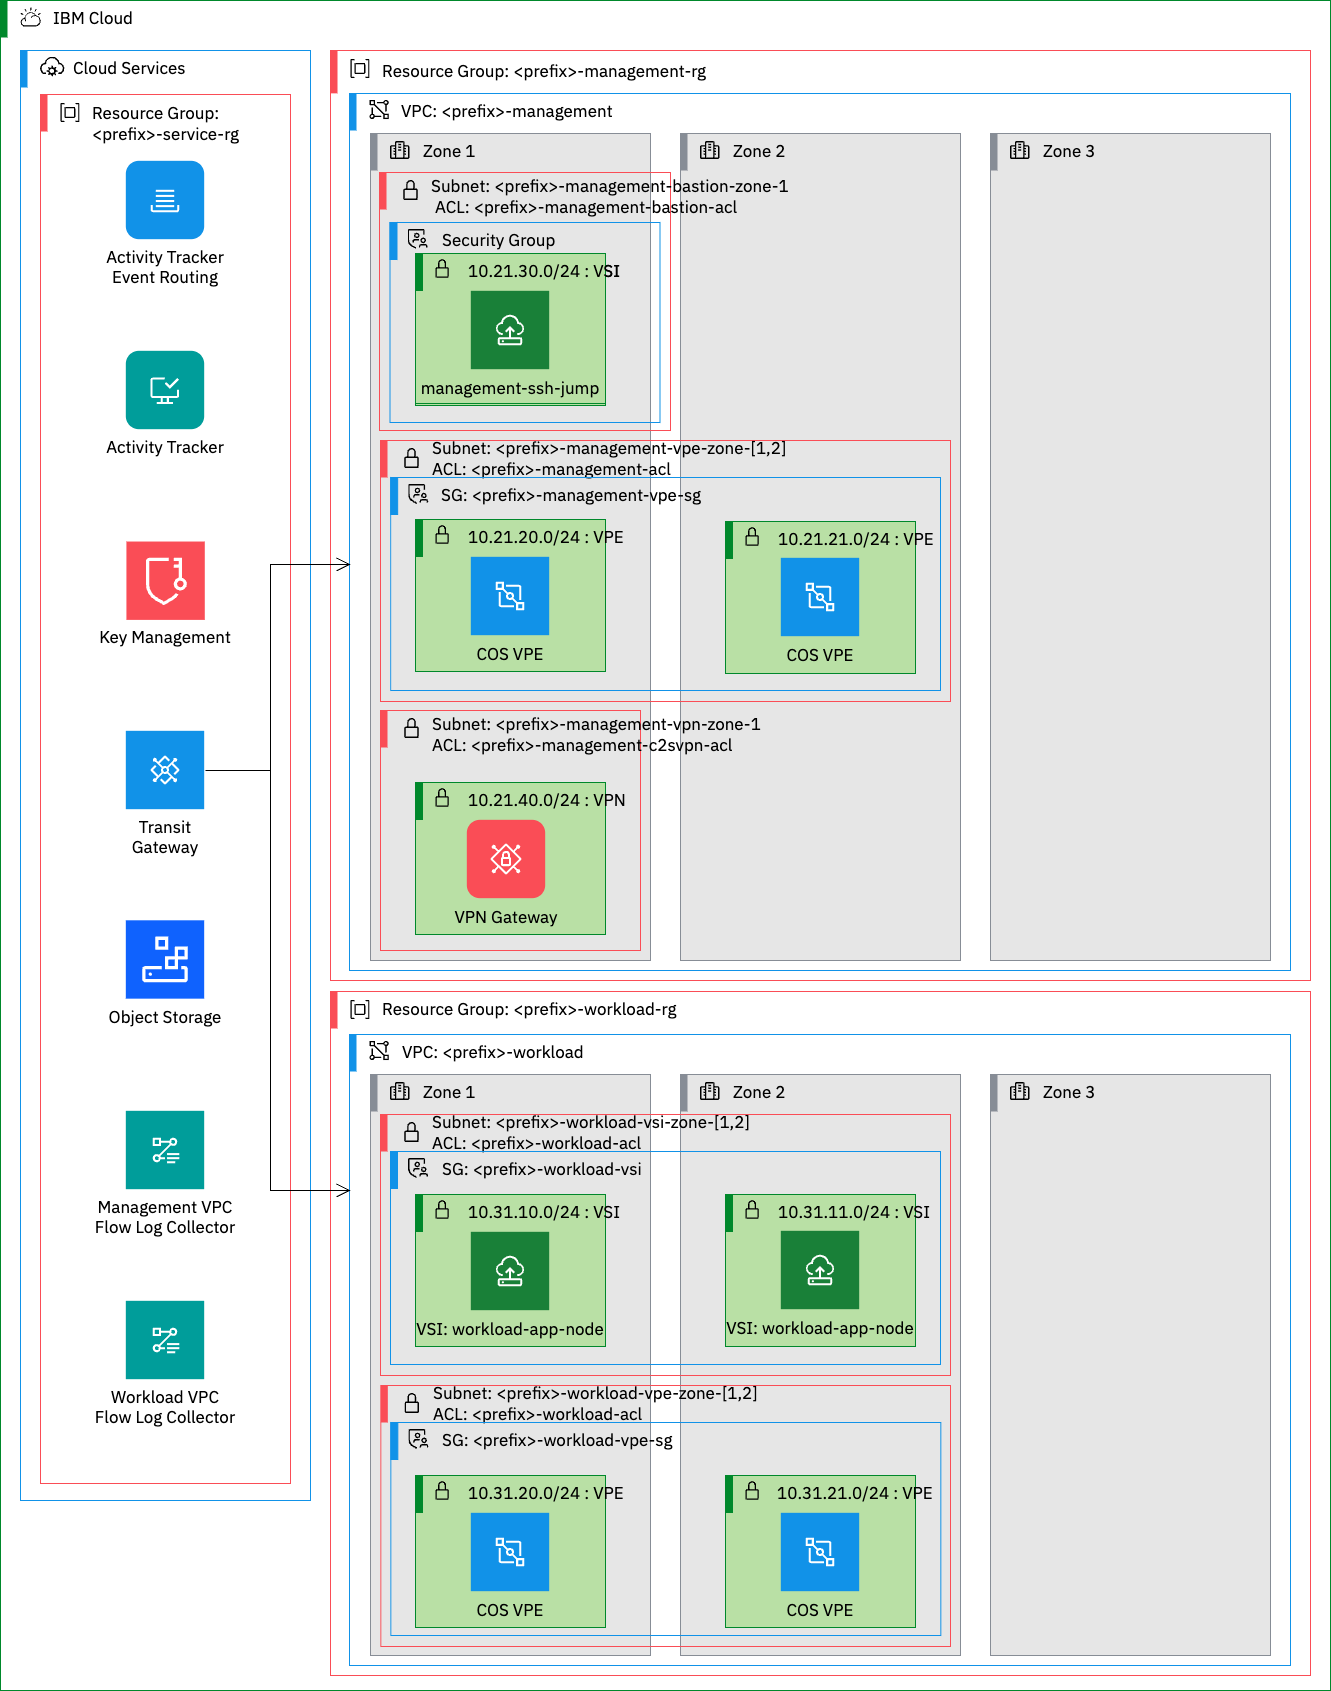 IBM Cloud
Cloud Services
Resource Group:
<prefix>-service-rg
Activity Tracker
Event Routing
Activity Tracker
Key Management
Transit
Gateway
Object Storage
Management VPC
Flow Log Collector
Workload VPC
Flow Log Collector
Resource Group: <prefix>-management-rg
VPC: <prefix>-management
Zone 1
Zone 2
Zone 3
Subnet: <prefix>-management-bastion-zone-1
ACL: <prefix>-management-bastion-acl
Security Group
10.21.30.0/24 : VSI
management-ssh-jump
Subnet: <prefix>-management-vpe-zone-[1,2]
ACL: <prefix>-management-acl
SG: <prefix>-management-vpe-sg
10.21.20.0/24 : VPE
COS VPE
10.21.21.0/24 : VPE
COS VPE
Subnet: <prefix>-management-vpn-zone-1
ACL: <prefix>-management-c2svpn-acl
10.21.40.0/24 : VPN
VPN Gateway
Resource Group: <prefix>-workload-rg
VPC: <prefix>-workload
Zone 1
Zone 2
Zone 3
Subnet: <prefix>-workload-vsi-zone-[1,2]
ACL: <prefix>-workload-acl
SG: <prefix>-workload-vsi
10.31.10.0/24 : VSI
VSI: workload-app-node
10.31.11.0/24 : VSI
VSI: workload-app-node
Subnet: <prefix>-workload-vpe-zone-[1,2]
ACL: <prefix>-workload-acl
SG: <prefix>-workload-vpe-sg
10.31.20.0/24 : VPE
COS VPE
10.31.21.0/24 : VPE
COS VPE